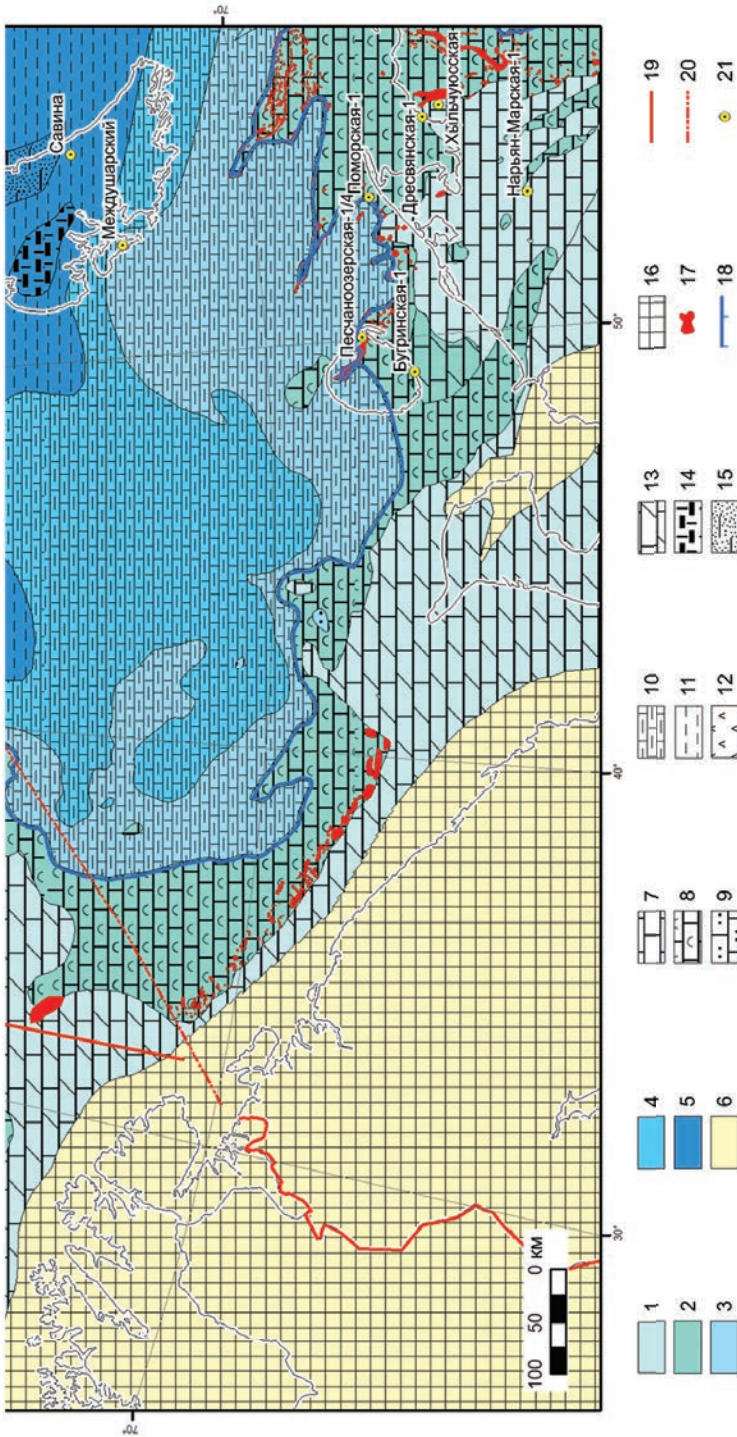 70°
70°
Савина
Междушарский
Песчаноозерская-1/4
Поморская-1
Бугринская-1
Дресвянская-1
Хыльчуюсская-
Нарьян-Марская-1
50°
40°
30°
100 50 0 км
1 4 7 10 13 16 19
2 5 8 11 14 17 20
3 6 9 12 15 18 21